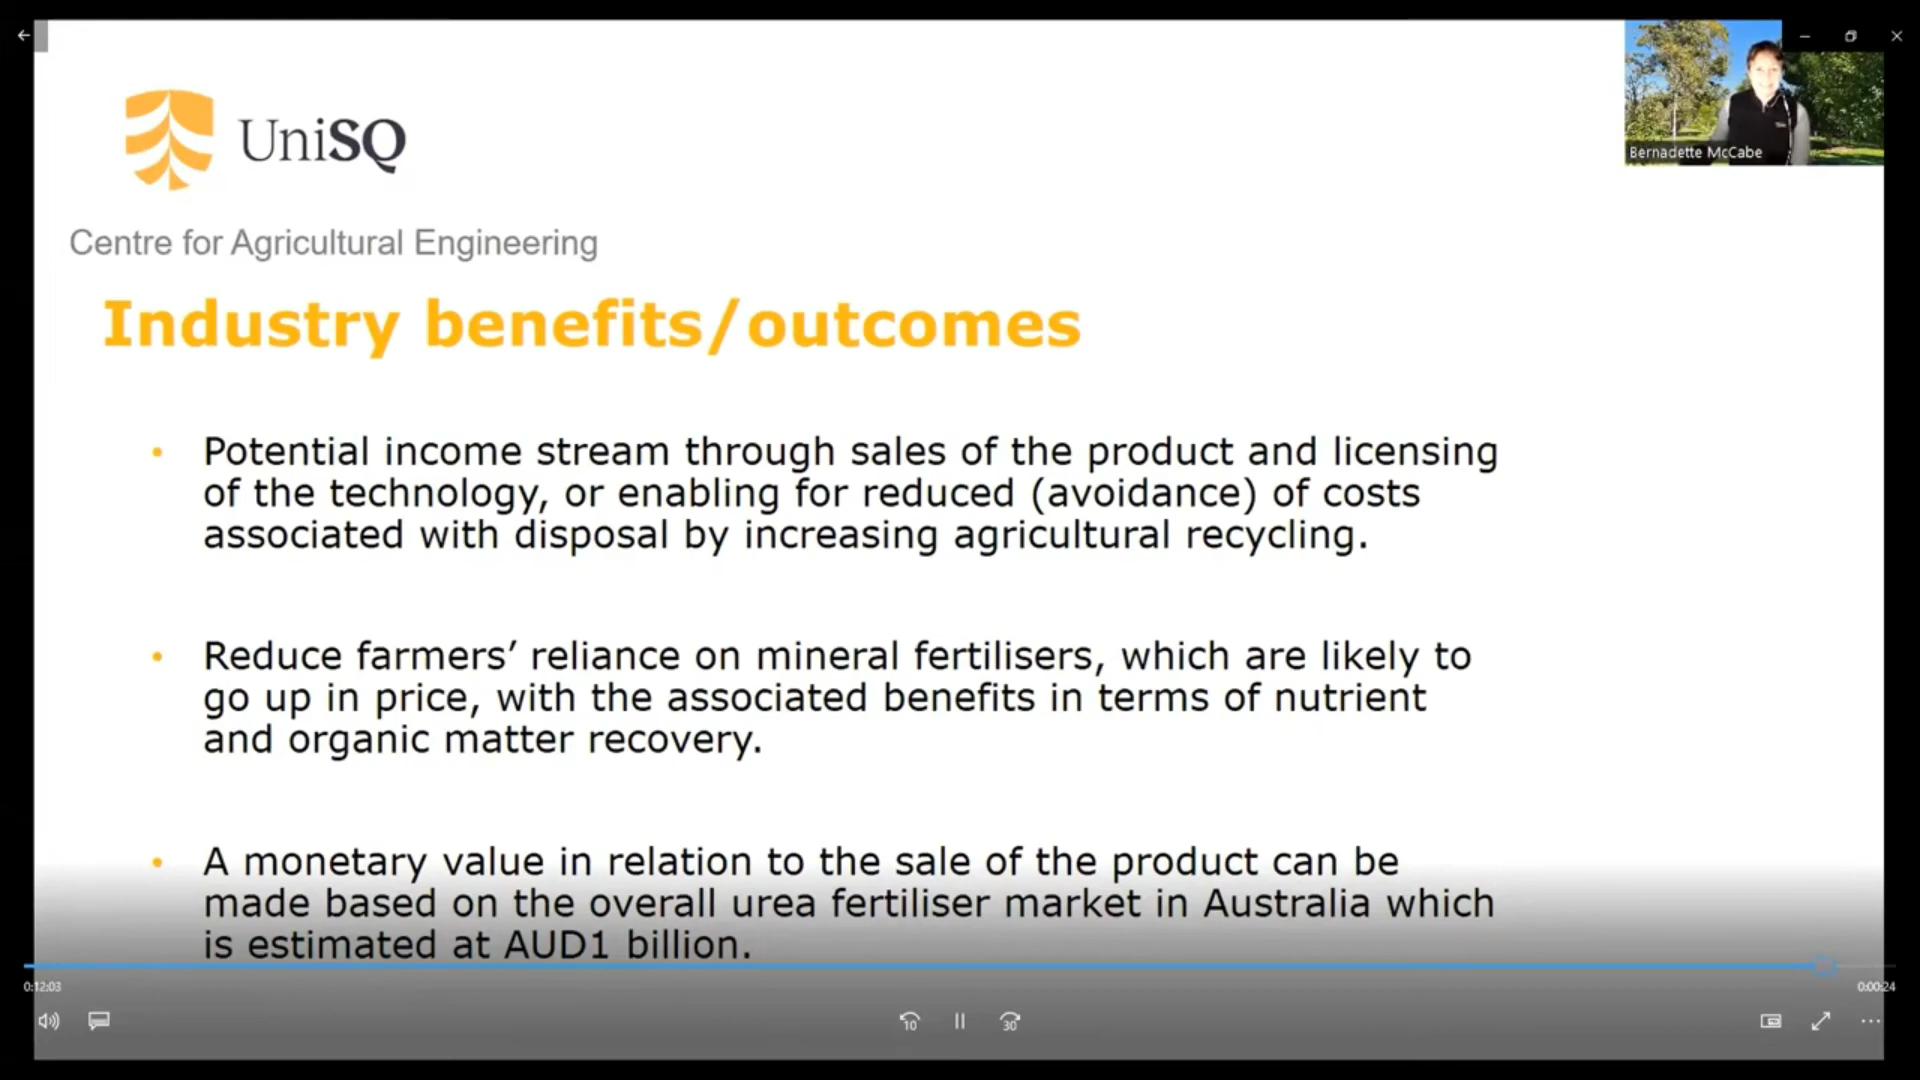 UniSQ
Bernadette McCabe
Centre for Agricultural Engineering
Industry benefits/outcomes
• Potential income stream through sales of the product and licensing
of the technology, or enabling for reduced (avoidance) of costs
associated with disposal by increasing agricultural recycling.
• Reduce farmers’ reliance on mineral fertilisers, which are likely to
go up in price, with the associated benefits in terms of nutrient
and organic matter recovery.
• A monetary value in relation to the sale of the product can be
made based on the overall urea fertiliser market in Australia which
is estimated at AUD1 billion.
0:12:03
0:00:24
10
30